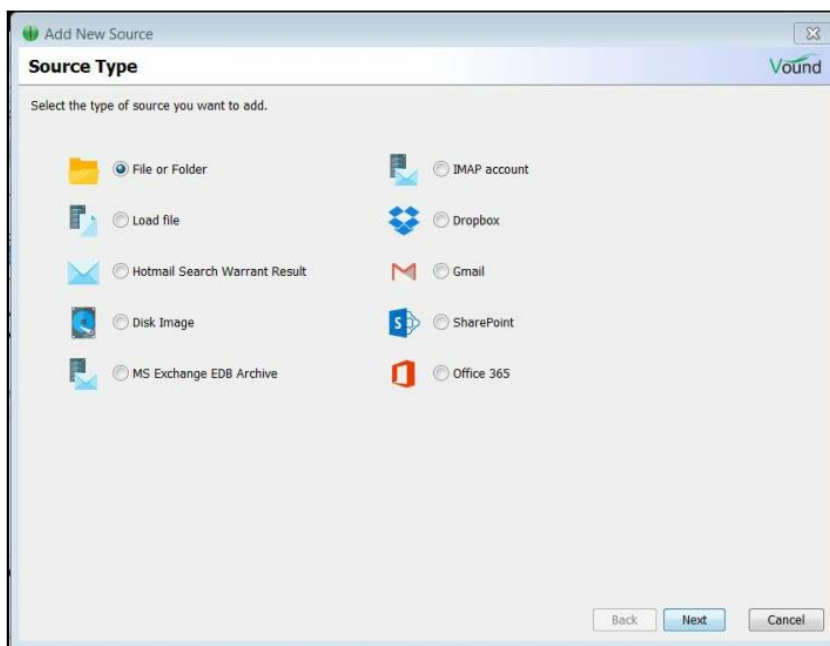 Add New Source
Source Type
Vound
Select the type of source you want to add.
File or Folder
IMAP account
Load file
Dropbox
Hotmail Search Warrant Result
Gmail
Disk Image
S
SharePoint
MS Exchange EDB Archive
Office 365
Back
Next
Cancel